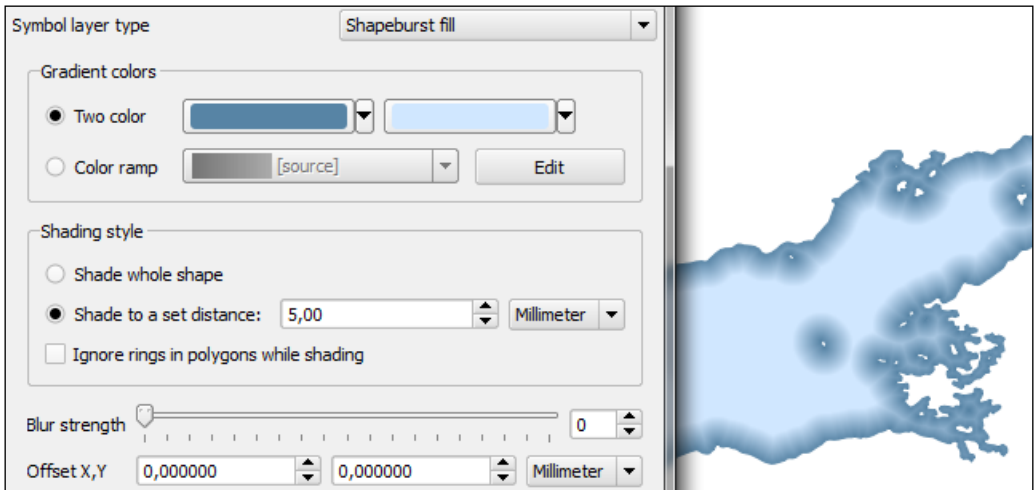 Symbol layer type Shapeburst fill
Gradient colors
Two color
Color ramp [source] Edit
Shading style
Shade whole shape
Shade to a set distance: 5,00 Millimeter
Ignore rings in polygons while shading
Blur strength 0
Offset X,Y 0,000000 0,000000 Millimeter